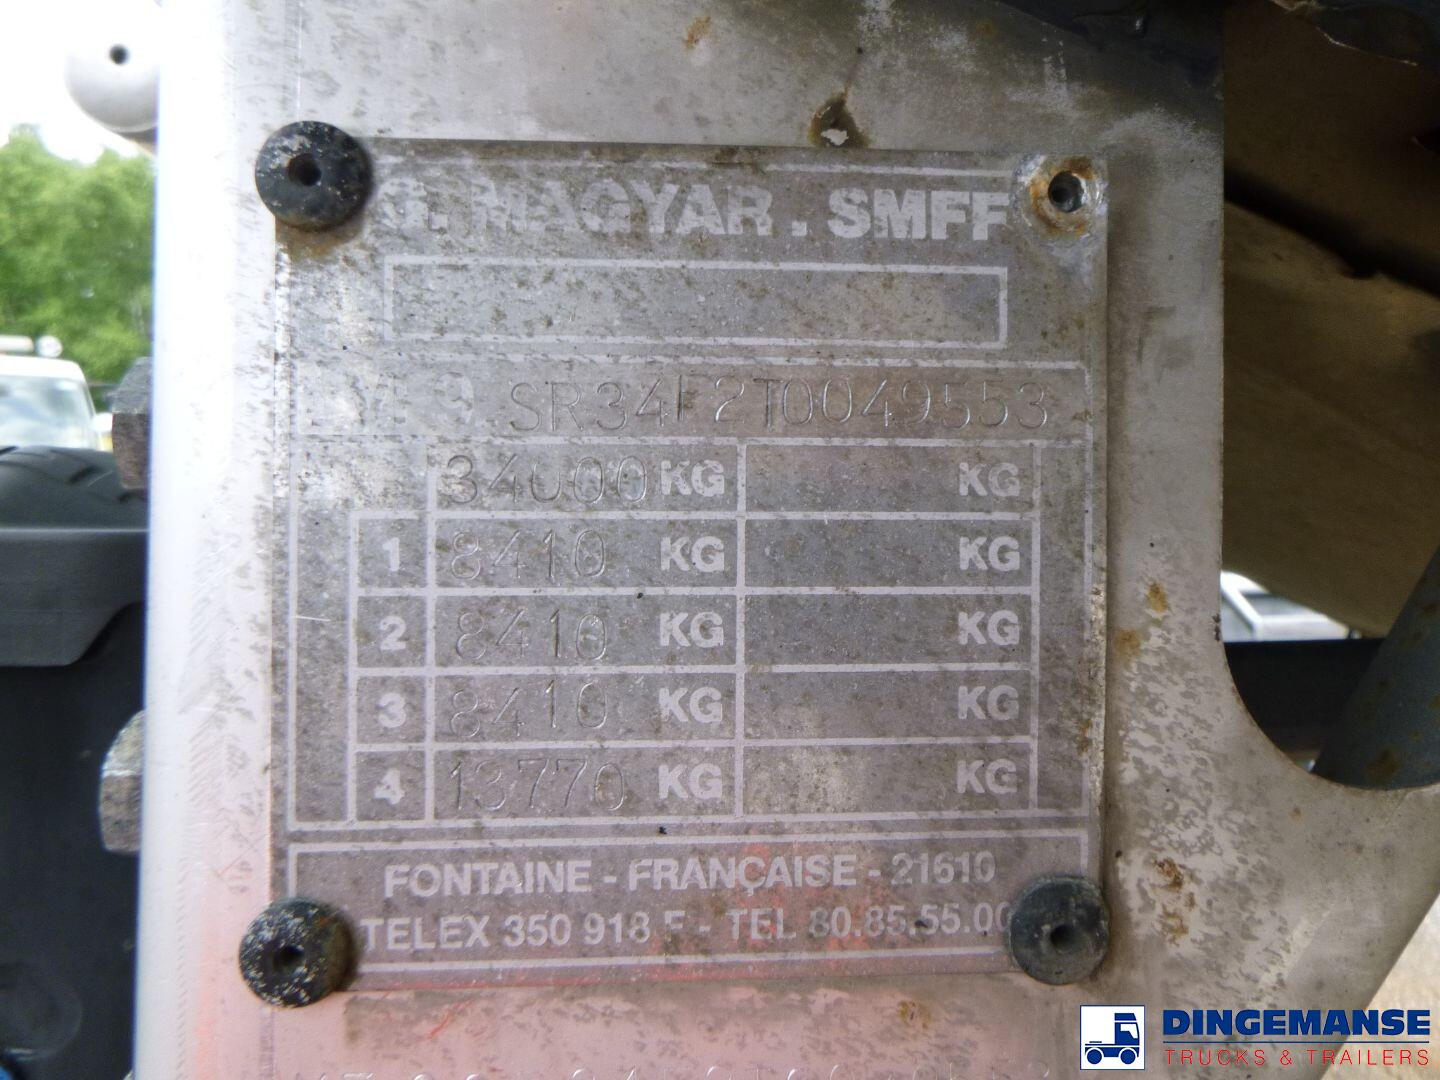 G. MAGYAR . SMFF
VF9 SR34F2T0049553
34000 KG KG
1 8410 KG KG
2 8410 KG KG
3 8410 KG KG
4 13770 KG KG
FONTAINE - FRANÇAISE - 21610
TELEX 350 918 F - TEL 80.85.55.00
DINGEMANSE
TRUCKS & TRAILERS